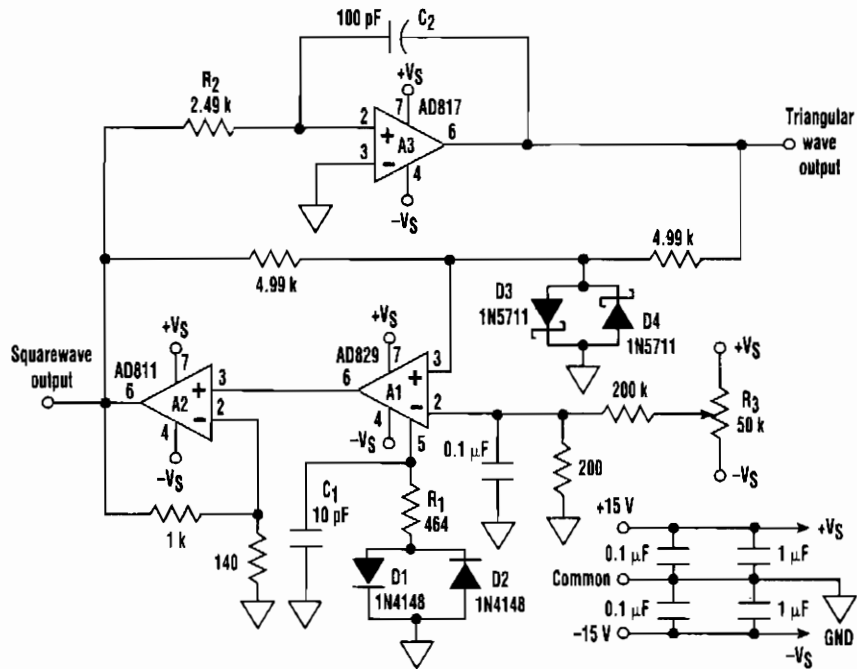 100 pF
C2
+VS
R2
2.49 k
7
AD817
2
+
A3
6
3
−
4
−VS
Triangular
wave
output
4.99 k
4.99 k
D3
1N5711
D4
1N5711
+VS
Squarewave
output
AD811
7
6
3
+
A2
−
2
4
−VS
1 k
140
+VS
AD829
7
6
3
+
A1
−
2
4
−VS
5
C1
10 pF
R1
464
D1
1N4148
D2
1N4148
0.1 µF
200
200 k
+VS
R3
50 k
−VS
+15 V
+VS
0.1 µF
1 µF
Common
0.1 µF
1 µF
GND
−15 V
−VS